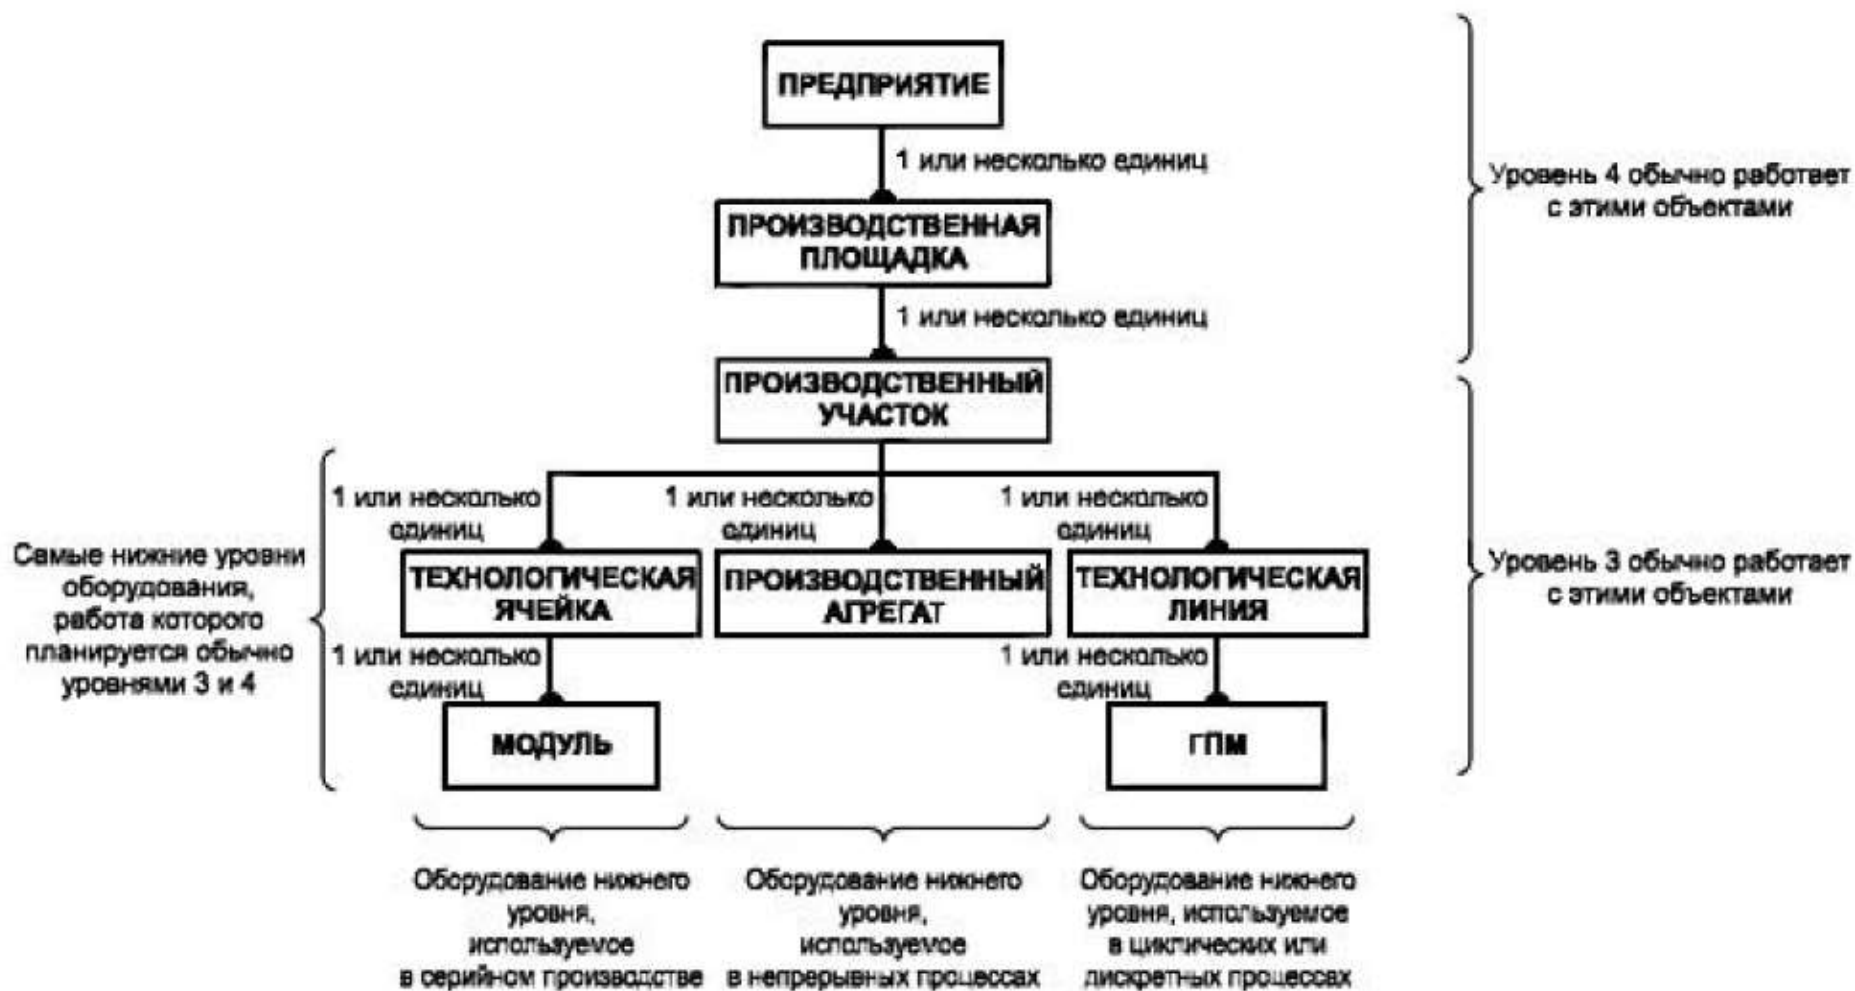 ПРЕДПРИЯТИЕ
1 или несколько единиц
Уровень 4 обычно работает
с этими объектами
ПРОИЗВОДСТВЕННАЯ
ПЛОЩАДКА
1 или несколько единиц
ПРОИЗВОДСТВЕННЫЙ
УЧАСТОК
1 или несколько
единиц
1 или несколько
единиц
1 или несколько
единиц
Самые нижние уровни
оборудования,
работа которого
планируется обычно
уровнями 3 и 4
ТЕХНОЛОГИЧЕСКАЯ
ЯЧЕЙКА
ПРОИЗВОДСТВЕННЫЙ
АГРЕГАТ
ТЕХНОЛОГИЧЕСКАЯ
ЛИНИЯ
Уровень 3 обычно работает
с этими объектами
1 или несколько
единиц
1 или несколько
единиц
МОДУЛЬ
ГПМ
Оборудование нижнего
уровня,
используемое
в серийном производстве
Оборудование нижнего
уровня,
используемое
в непрерывных процессах
Оборудование нижнего
уровня, используемое
в циклических или
дискретных процессах